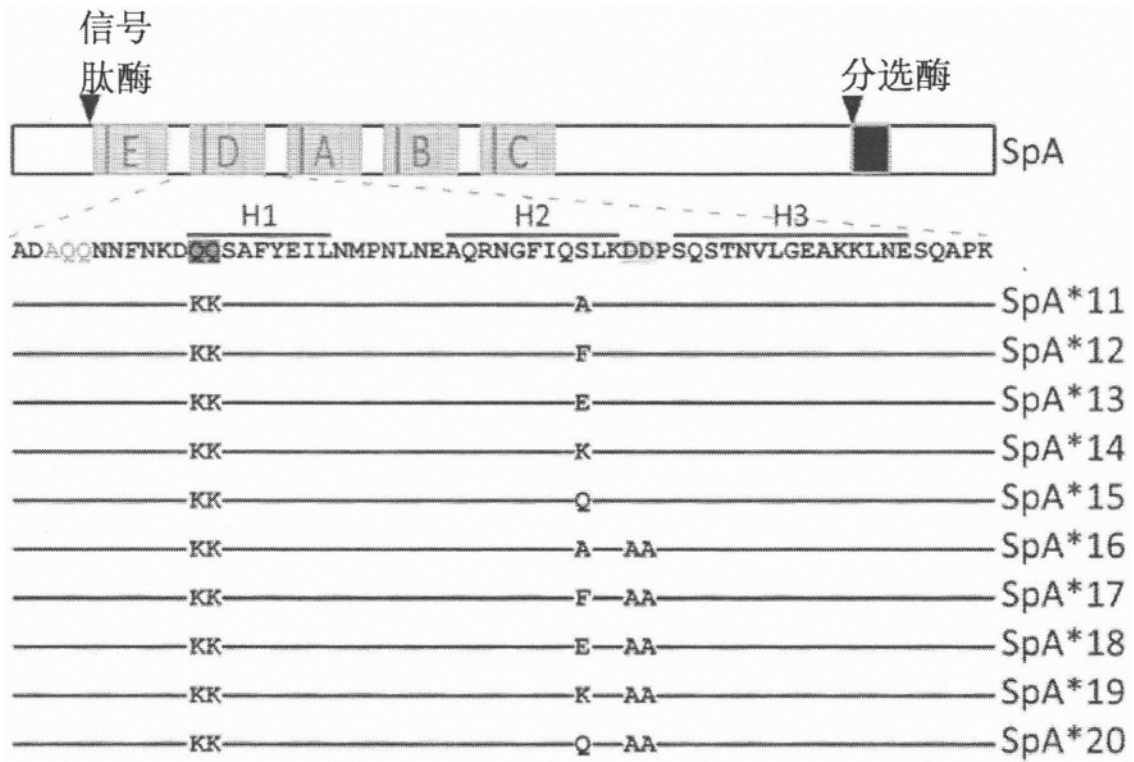 信号
肽酶
分选酶
E D A B C SpA
H1 H2 H3
ADAQQNNFNKDQQSAFYEILNMPNLNEAQRNGFIQSLKDDPSQSTNVLGEAKKLNESQAPK
KK A SpA*11
KK F SpA*12
KK E SpA*13
KK K SpA*14
KK Q SpA*15
KK A AA SpA*16
KK F AA SpA*17
KK E AA SpA*18
KK K AA SpA*19
KK Q AA SpA*20